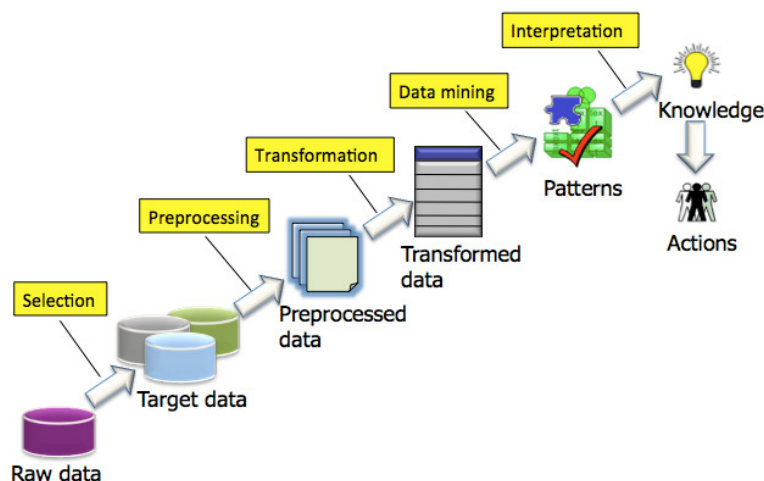 Interpretation
Knowledge
Data mining
Patterns
Actions
Transformation
Transformed
data
Preprocessing
Preprocessed
data
Selection
Target data
Raw data